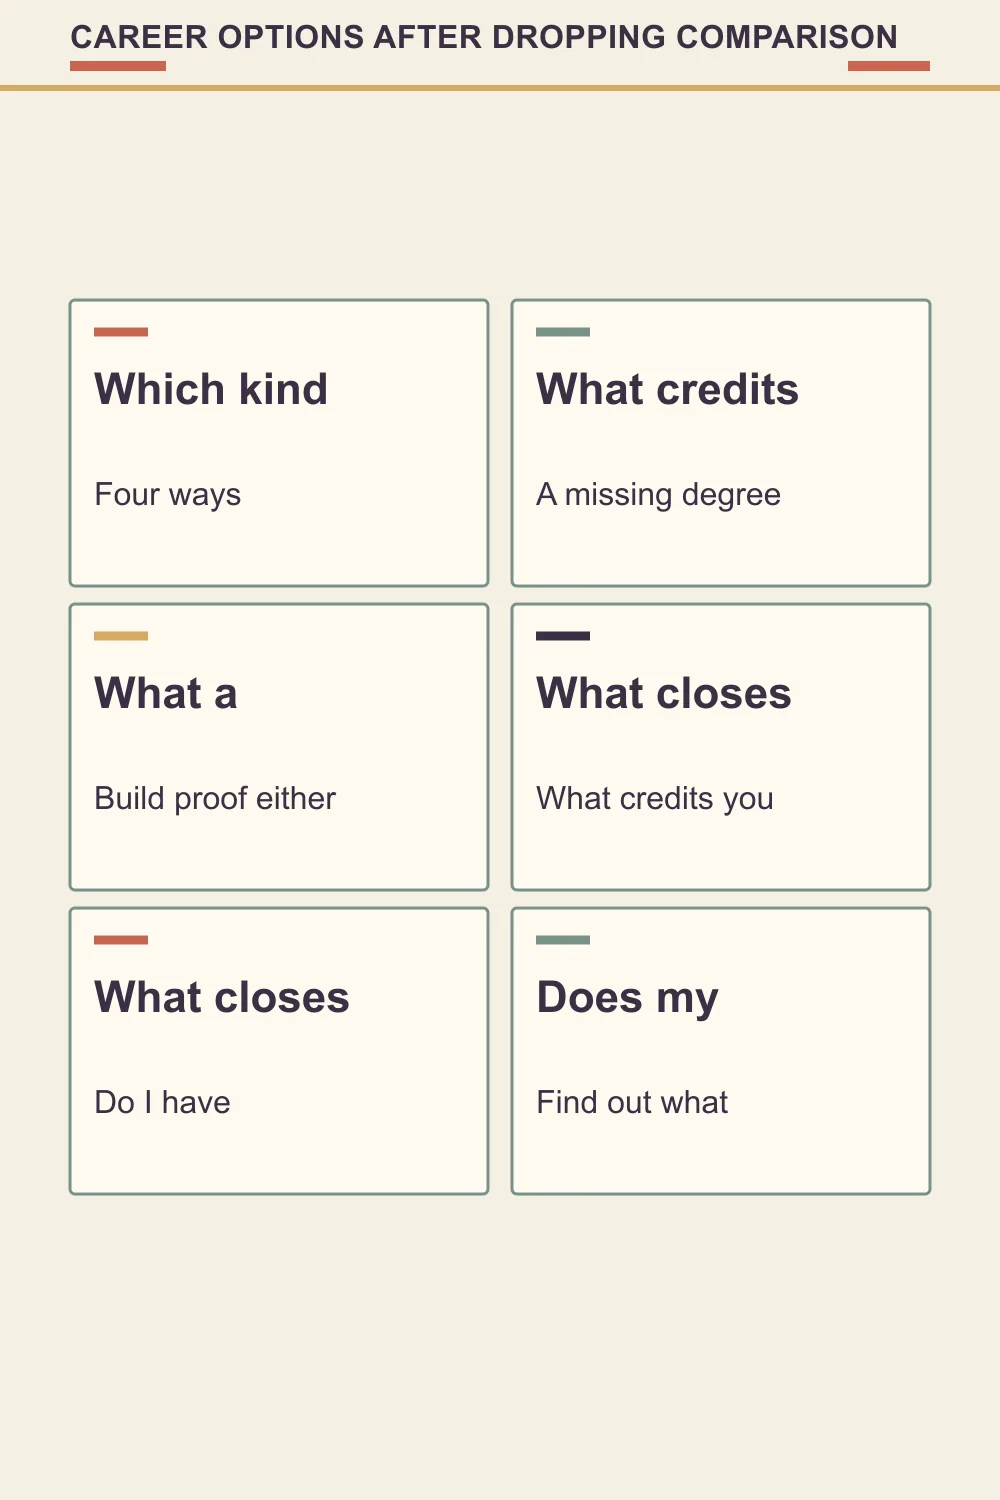 CAREER OPTIONS AFTER DROPPING COMPARISON
Which kind
Four ways
What credits
A missing degree
What a
Build proof either
What closes
What credits you
What closes
Do I have
Does my
Find out what